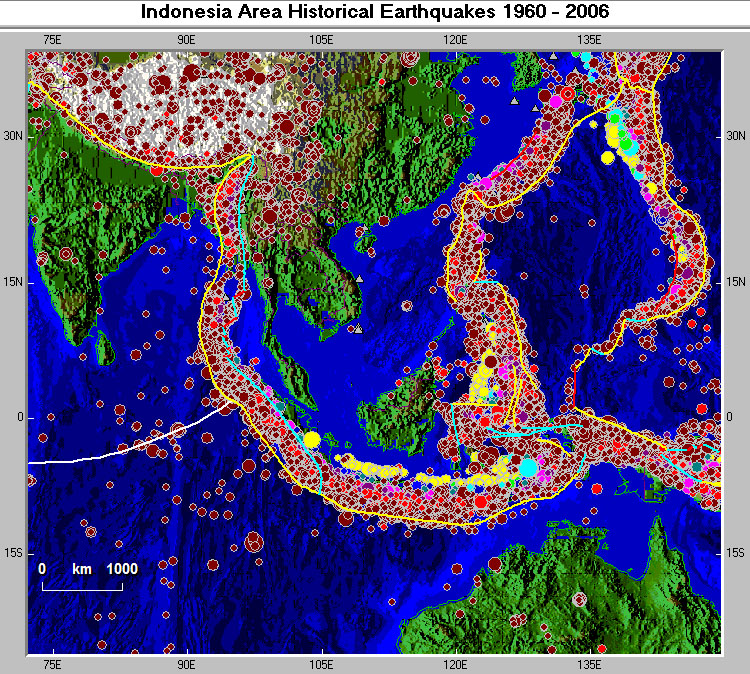 Indonesia Area Historical Earthquakes 1960 - 2006
75E 90E 105E 120E 135E
30N 30N
15N 15N
0 0
15S 15S
0 km 1000
75E 90E 105E 120E 135E